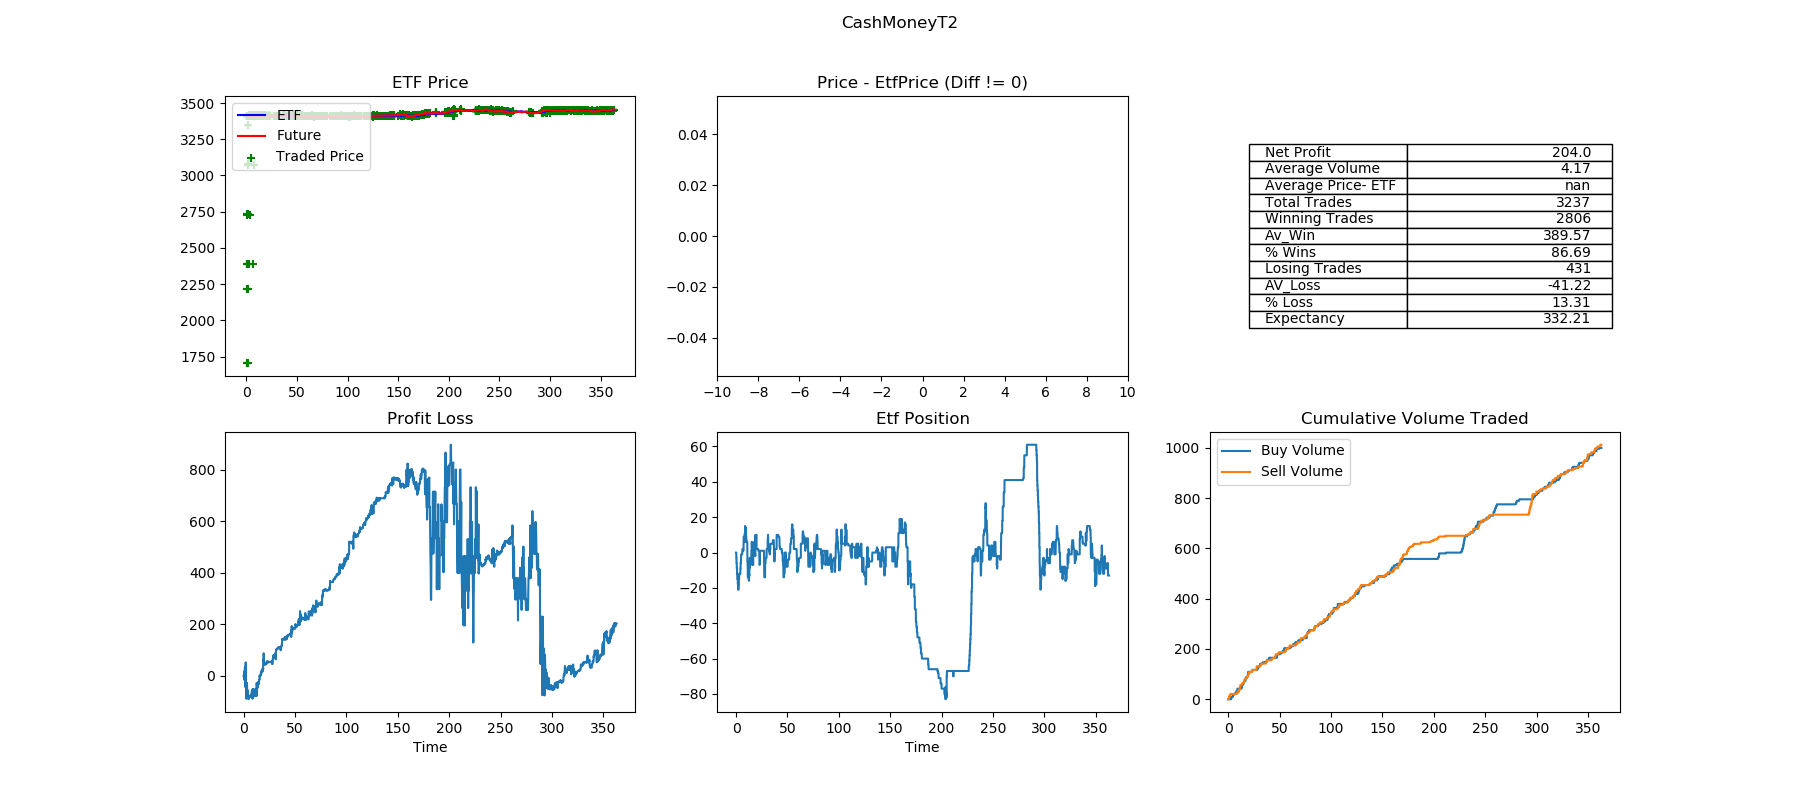 CashMoneyT2
ETF Price
3500
3250
3000
2750
2500
2250
2000
1750
ETF
Future
Traded Price
0 50 100 150 200 250 300 350
Price - EtfPrice (Diff != 0)
0.04
0.02
0.00
−0.02
−0.04
−10 −8 −6 −4 −2 0 2 4 6 8 10
Net Profit 204.0
Average Volume 4.17
Average Price- ETF nan
Total Trades 3237
Winning Trades 2806
Av_Win 389.57
% Wins 86.69
Losing Trades 431
AV_Loss -41.22
% Loss 13.31
Expectancy 332.21
Profit Loss
800
600
400
200
0
0 50 100 150 200 250 300 350
Time
Etf Position
60
40
20
0
−20
−40
−60
−80
0 50 100 150 200 250 300 350
Time
Cumulative Volume Traded
1000
800
600
400
200
0
Buy Volume
Sell Volume
0 50 100 150 200 250 300 350